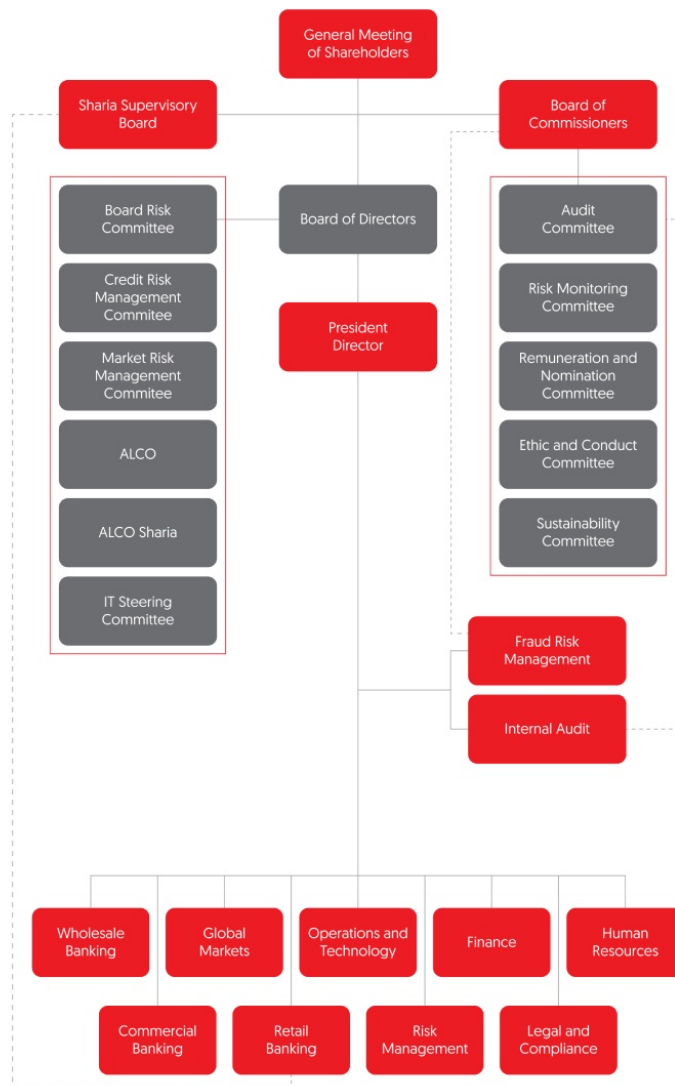 General Meeting
of Shareholders
Sharia Supervisory
Board
Board of
Commissioners
Board Risk
Committee
Board of Directors
Audit
Committee
Credit Risk
Management
Commitee
Risk Monitoring
Committee
President
Director
Market Risk
Management
Commitee
Remuneration and
Nomination
Committee
ALCO
Ethic and Conduct
Committee
ALCO Sharia
Sustainability
Committee
IT Steering
Committee
Fraud Risk
Management
Internal Audit
Wholesale
Banking
Global
Markets
Operations and
Technology
Finance
Human
Resources
Commercial
Banking
Retail
Banking
Risk
Management
Legal and
Compliance